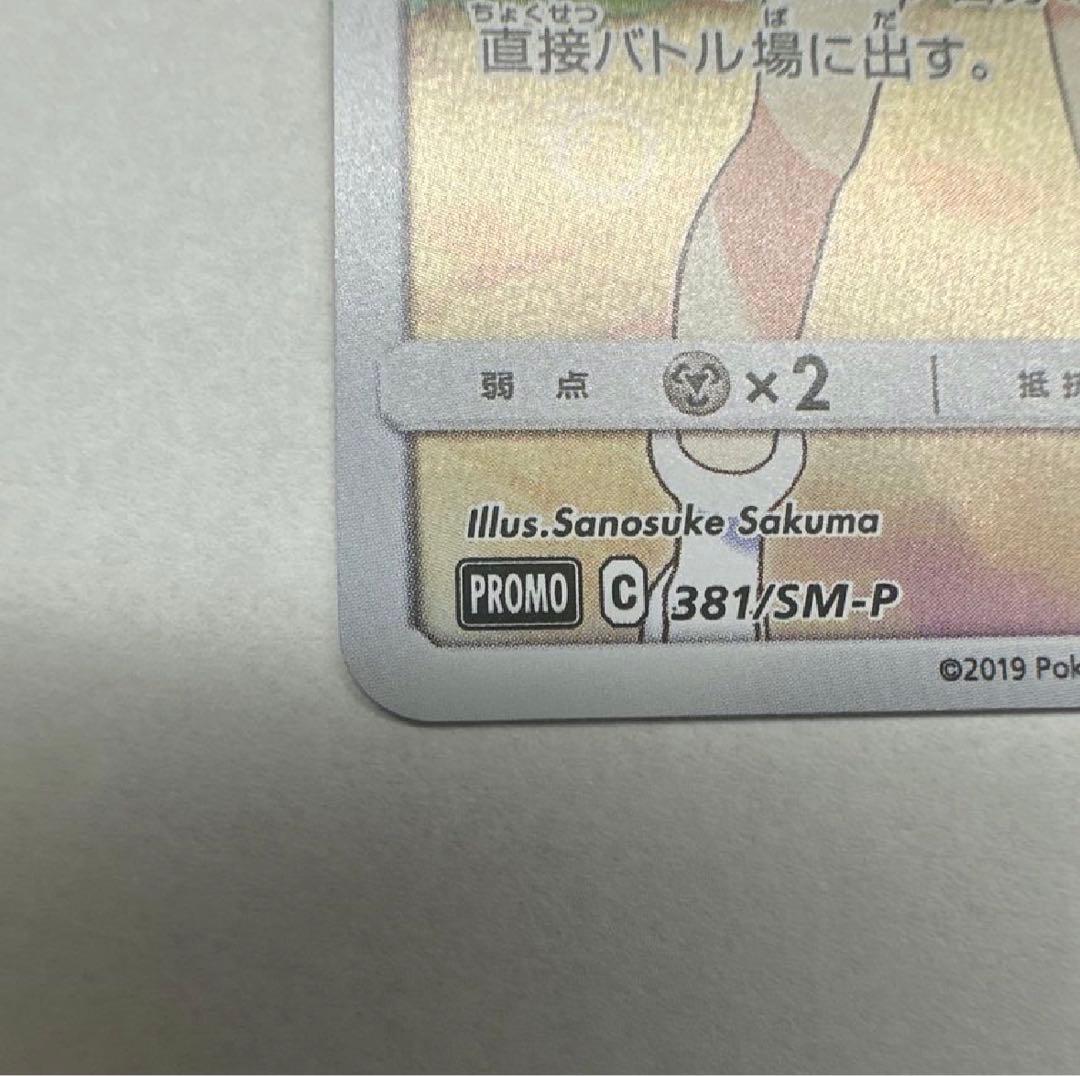 ちょくせつ ば だ
直接バトル場に出す。
弱点 ×2
Illus.Sanosuke Sakuma
PROMO C 381/SM-P
©2019